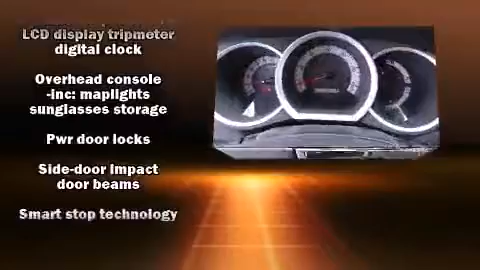 LCD display tripmeter
digital clock
Overhead console
-inc: maplights
sunglasses storage
Pwr door locks
Side-door impact
door beams
Smart stop technology